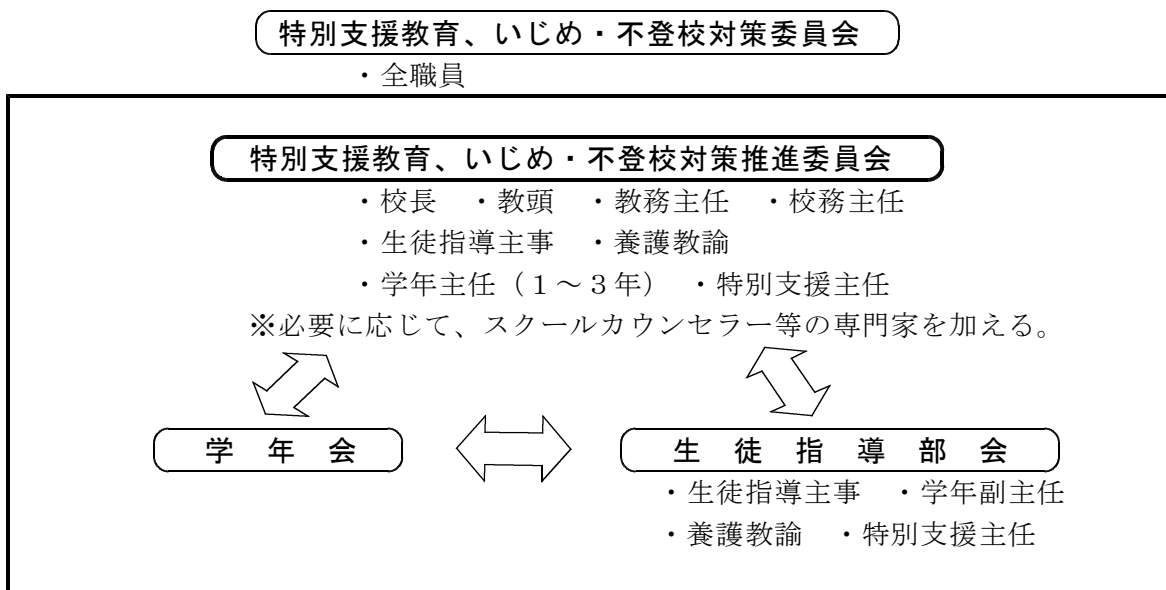 特別支援教育、いじめ・不登校対策委員会
・全職員
特別支援教育、いじめ・不登校対策推進委員会
・校長　・教頭　・教務主任　・校務主任
・生徒指導主事　・養護教諭
・学年主任（１～３年）　・特別支援主任
※必要に応じて、スクールカウンセラー等の専門家を加える。
学　年　会
生　徒　指　導　部　会
・生徒指導主事　・学年副主任
・養護教諭　・特別支援主任